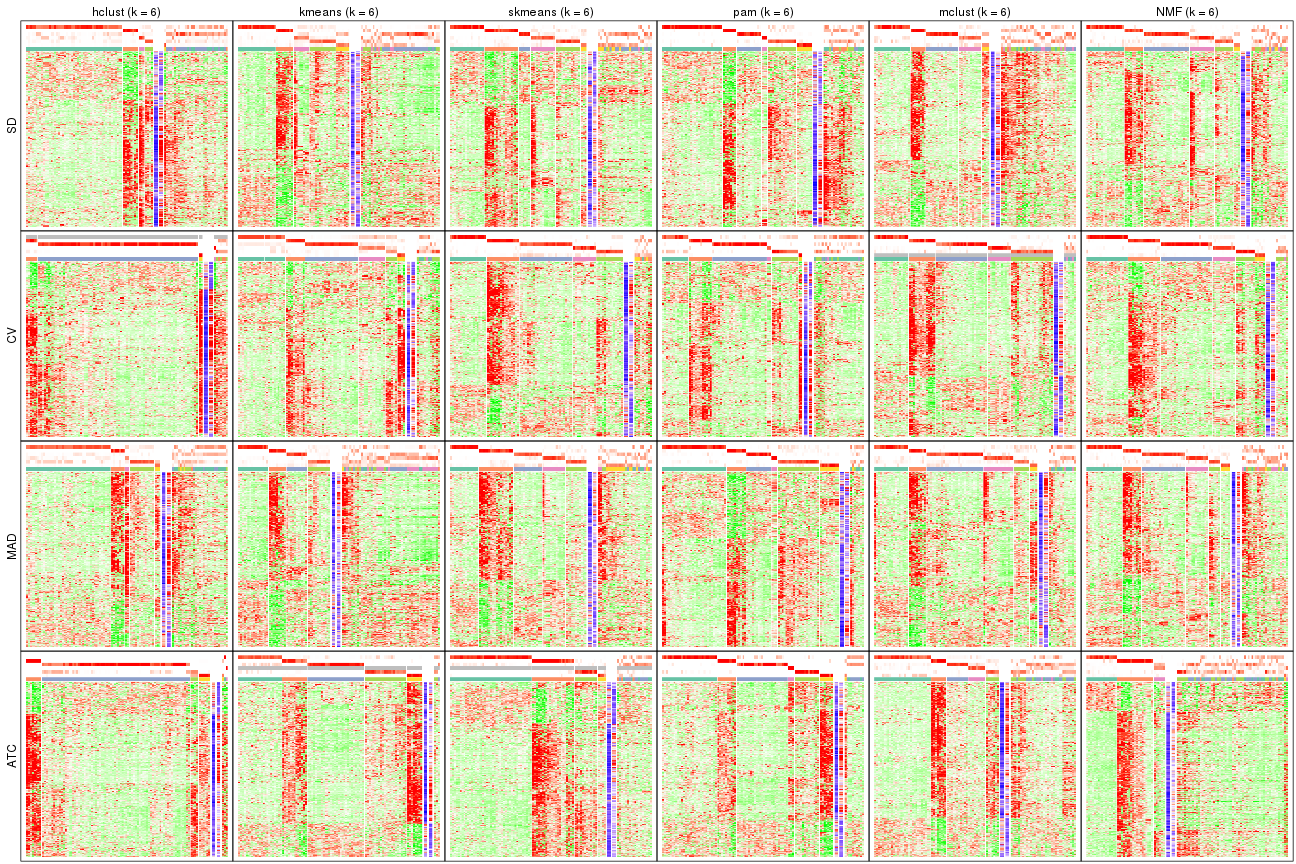 hclust (k = 6)
kmeans (k = 6)
skmeans (k = 6)
pam (k = 6)
mclust (k = 6)
NMF (k = 6)
SD
CV
MAD
ATC